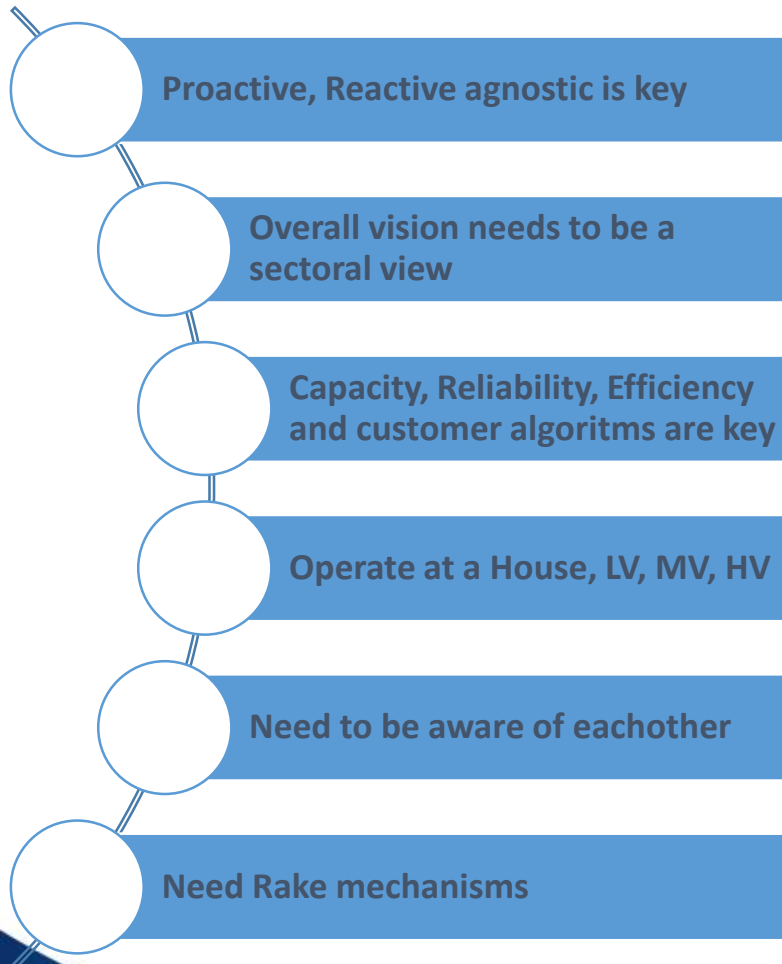 Proactive, Reactive agnostic is key
Overall vision needs to be a
sectoral view
Capacity, Reliability, Efficiency
and customer algoritms are key
Operate at a House, LV, MV, HV
Need to be aware of eachother
Need Rake mechanisms